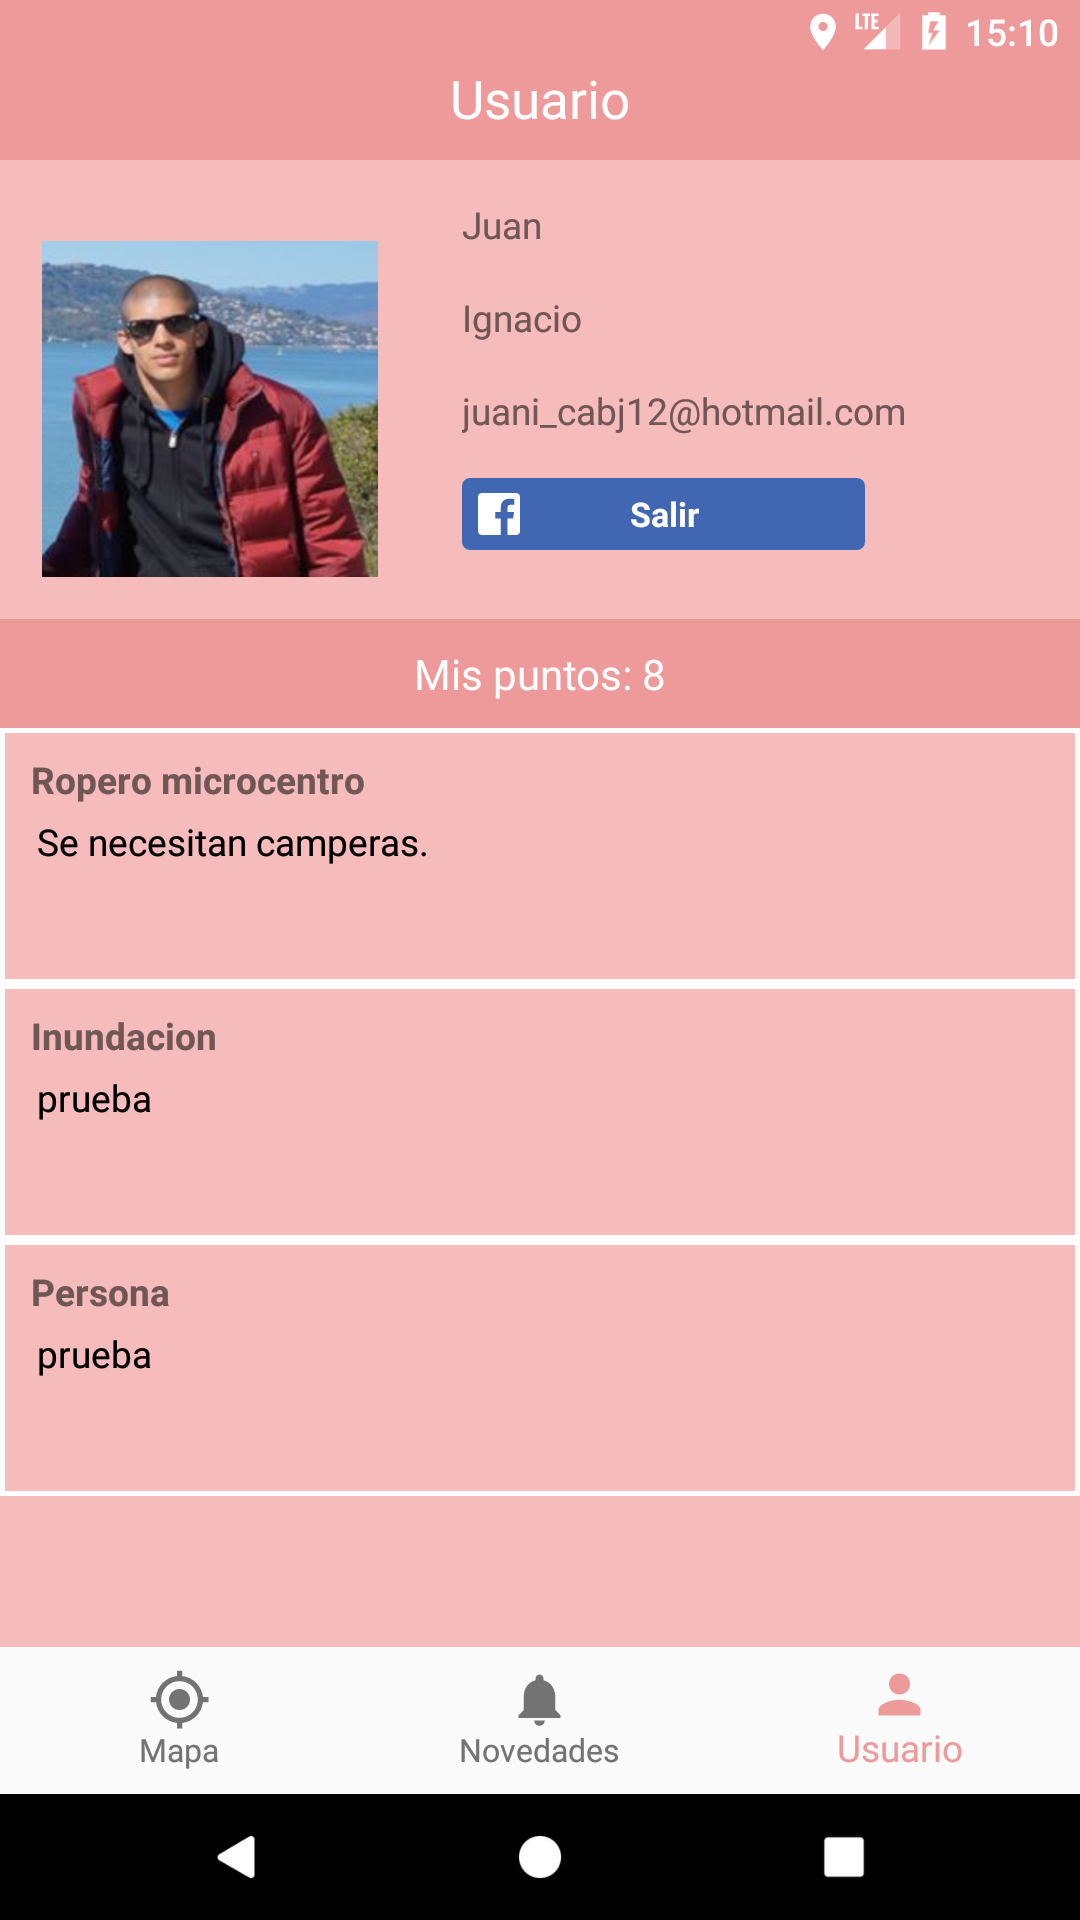 LTE 15:10
Usuario
Juan
Ignacio
juani_cabj12@hotmail.com
Salir
Mis puntos: 8
Ropero microcentro
Se necesitan camperas.
Inundacion
prueba
Persona
prueba
Mapa
Novedades
Usuario